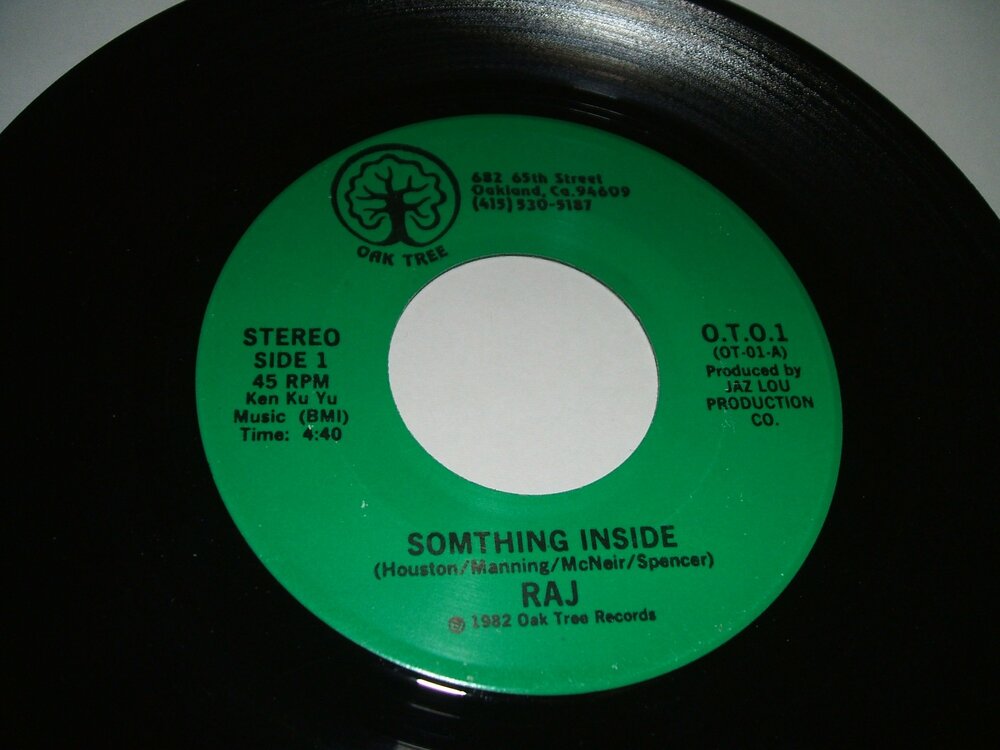 682 65th Street
Oakland, Ca. 94609
(415) 530-5187
OAK TREE
STEREO
SIDE 1
45 RPM
Ken Ku Yu
Music (BMI)
Time: 4:40
O.T.O.1
(OT-01-A)
Produced by
JAZ LOU
PRODUCTION
CO.
SOMTHING INSIDE
(Houston/Manning/McNeir/Spencer)
RAJ
℗ 1982 Oak Tree Records